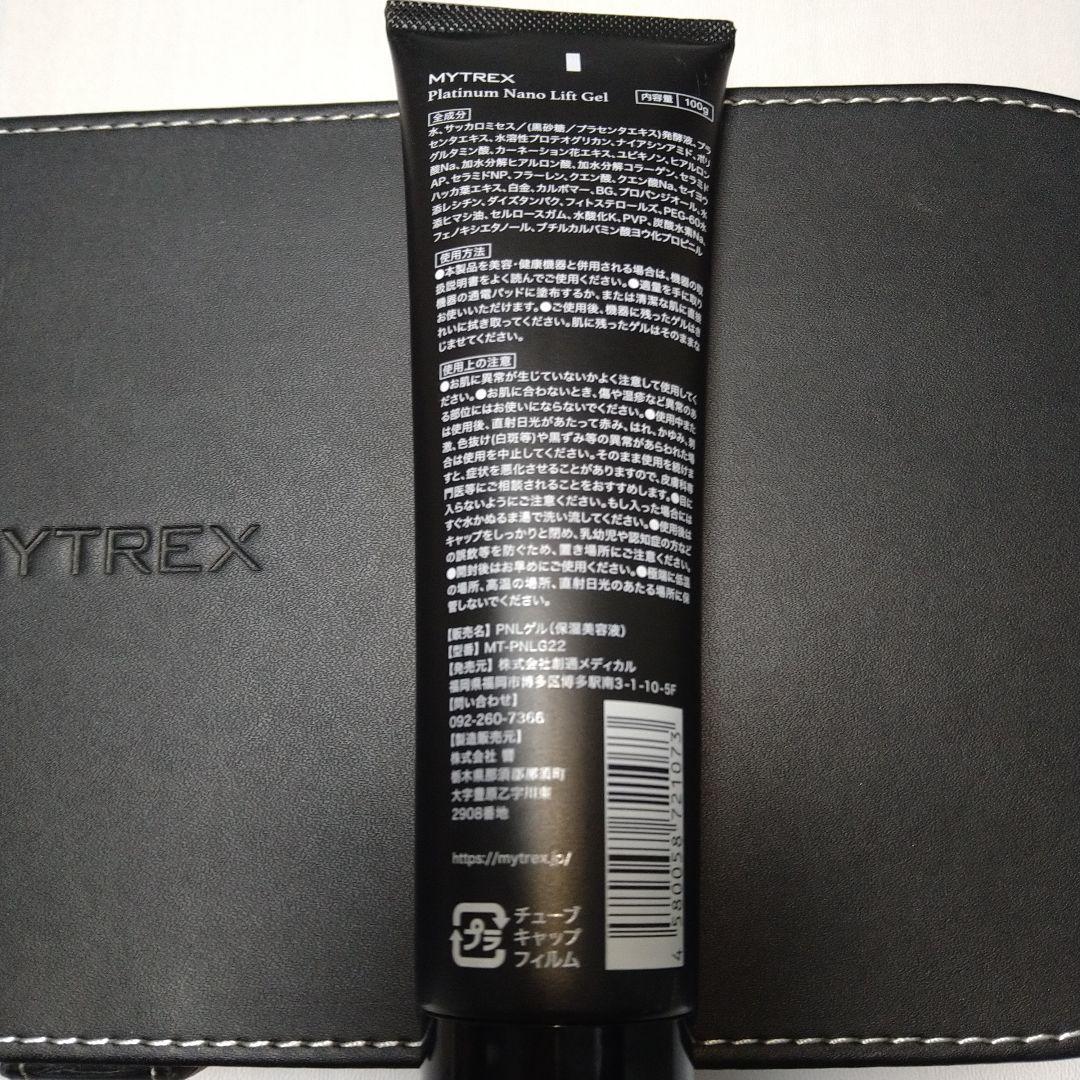 MYTREX
Platinum Nano Lift Gel
内容量 100g
全成分
水、サッカロミセス/(黒砂糖/プラセンタエキス)発酵液、プラ
センタエキス、水溶性プロテオグリカン、ナイアシンアミド、ポリ
グルタミン酸、カーネーション花エキス、ユビキノン、ヒアルロン
酸Na、加水分解ヒアルロン酸、加水分解コラーゲン、セラミド
AP、セラミドNP、フラーレン、クエン酸、クエン酸Na、セイヨウ
ハッカ葉エキス、白金、カルボマー、BG、プロパンジオール、水
添レシチン、ダイズタンパク、フィトステロールズ、PEG-60水
添ヒマシ油、セルロースガム、水酸化K、PVP、炭酸水素Na、
フェノキシエタノール、ブチルカルバミン酸ヨウ化プロピニル
使用方法
●本製品を美容・健康機器と併用される場合は、機器の取
扱説明書をよく読んでご使用ください。●適量を手に取り
機器の通電パッドに塗布するか、または清潔な肌に直接
お使いいただけます。●ご使用後、機器に残ったゲルはき
れいに拭き取ってください。肌に残ったゲルはそのままな
じませてください。
使用上の注意
●お肌に異常が生じていないかよく注意して使用してく
ださい。●お肌に合わないとき、傷や湿疹など異常のあ
る部位にはお使いにならないでください。●使用中また
は使用後、直射日光があたって赤み、はれ、かゆみ、刺
激、色抜け(白斑等)や黒ずみ等の異常があらわれた場
合は使用を中止してください。そのまま使用を続けま
すと、症状を悪化させることがありますので、皮膚科専
門医等にご相談されることをおすすめします。●目に
入らないようにご注意ください。もし入った場合には
すぐ水かぬるま湯で洗い流してください。●使用後は
キャップをしっかりと閉め、乳幼児や認知症の方など
の誤飲等を防ぐため、置き場所にご注意ください。
●開封後はお早めにご使用ください。●極端に低温
の場所、高温の場所、直射日光のあたる場所に保
管しないでください。
【販売名】PNLゲル(保湿美容液)
【型番】MT-PNLG22
【発売元】株式会社創通メディカル
福岡県福岡市博多区博多駅南3-1-10-5F
【問い合わせ】
092-260-7366
【製造販売元】
株式会社 響
栃木県那須郡那須町
大字豊原乙字川東
2908番地
https://mytrex.jp/
4 580058 721073
プラ
チューブ
キャップ
フィルム
MYTREX